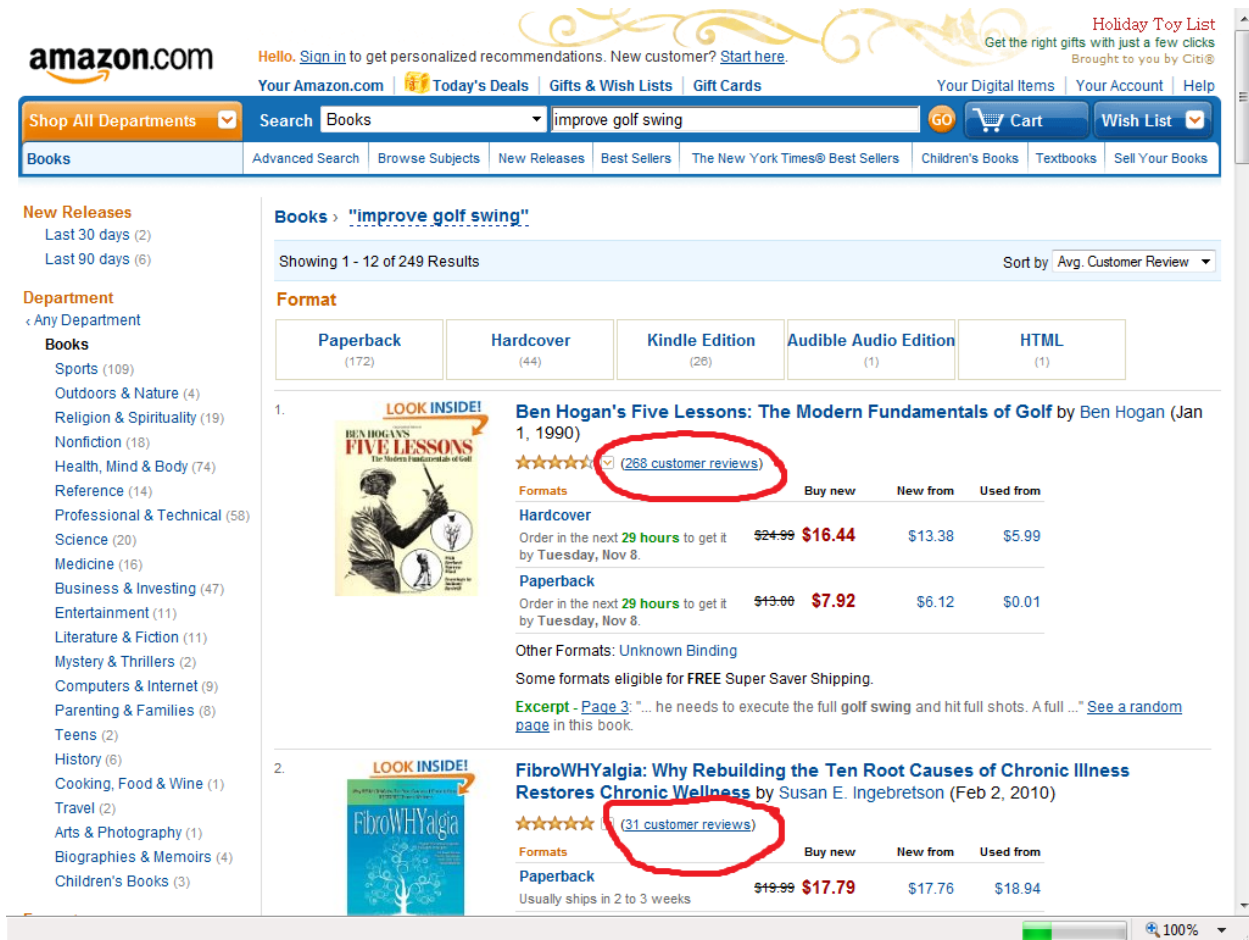 Holiday Toy List
Get the right gifts with just a few clicks
Brought to you by Citi®
amazon.com
Hello. Sign in to get personalized recommendations. New customer? Start here.
Your Amazon.com Today's Deals Gifts & Wish Lists Gift Cards
Your Digital Items Your Account Help
Shop All Departments Search Books improve golf swing GO Cart Wish List
Books Advanced Search Browse Subjects New Releases Best Sellers The New York Times® Best Sellers Children's Books Textbooks Sell Your Books
New Releases
Last 30 days (2)
Last 90 days (6)
Department
‹ Any Department
Books
Sports (109)
Outdoors & Nature (4)
Religion & Spirituality (19)
Nonfiction (18)
Health, Mind & Body (74)
Reference (14)
Professional & Technical (58)
Science (20)
Medicine (16)
Business & Investing (47)
Entertainment (11)
Literature & Fiction (11)
Mystery & Thrillers (2)
Computers & Internet (9)
Parenting & Families (8)
Teens (2)
History (6)
Cooking, Food & Wine (1)
Travel (2)
Arts & Photography (1)
Biographies & Memoirs (4)
Children's Books (3)
Books › "improve golf swing"
Showing 1 - 12 of 249 Results
Sort by Avg. Customer Review
Format
Paperback Hardcover Kindle Edition Audible Audio Edition HTML
(172) (44) (26) (1) (1)
1.
LOOK INSIDE!
BEN HOGAN'S
FIVE LESSONS
The Modern Fundamentals of Golf
Ben Hogan's Five Lessons: The Modern Fundamentals of Golf by Ben Hogan (Jan
1, 1990)
(268 customer reviews)
Formats Buy new New from Used from
Hardcover
Order in the next 29 hours to get it $24.99 $16.44 $13.38 $5.99
by Tuesday, Nov 8.
Paperback
Order in the next 29 hours to get it $13.00 $7.92 $6.12 $0.01
by Tuesday, Nov 8.
Other Formats: Unknown Binding
Some formats eligible for FREE Super Saver Shipping.
Excerpt - Page 3: "... he needs to execute the full golf swing and hit full shots. A full ..." See a random
page in this book.
2.
LOOK INSIDE!
FibroWHYalgia
FibroWHYalgia: Why Rebuilding the Ten Root Causes of Chronic Illness
Restores Chronic Wellness by Susan E. Ingebretson (Feb 2, 2010)
(31 customer reviews)
Formats Buy new New from Used from
Paperback
Usually ships in 2 to 3 weeks $19.99 $17.79 $17.76 $18.94
100%